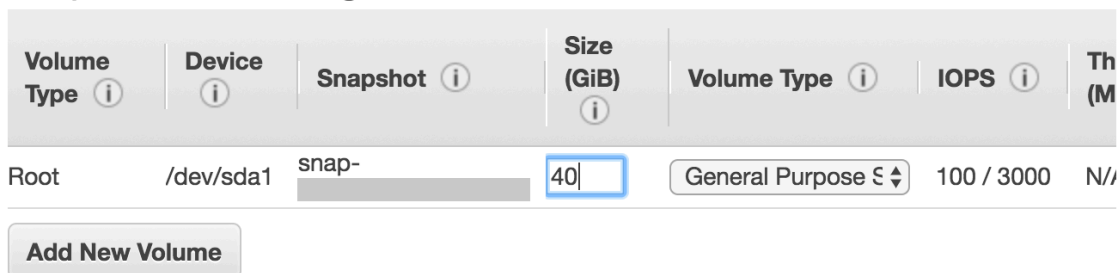 Volume Type
Device
Snapshot
Size (GiB)
Volume Type
IOPS
Root
/dev/sda1
snap-
40
General Purpose S
100 / 3000
Add New Volume